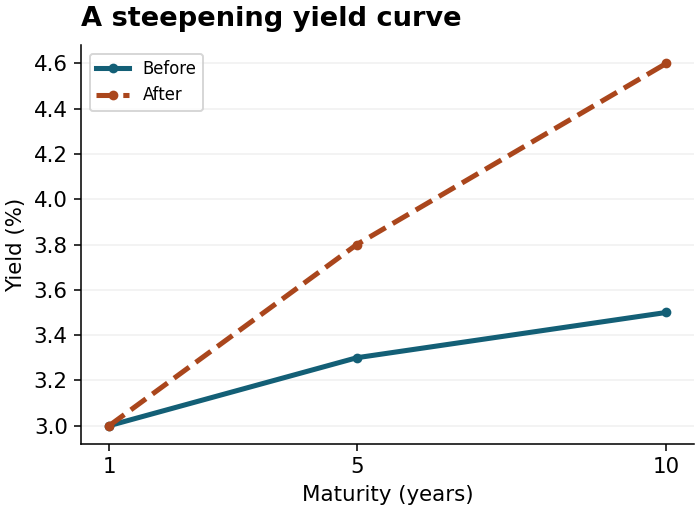 A steepening yield curve
Before
After
Yield (%)
4.6
4.4
4.2
4.0
3.8
3.6
3.4
3.2
3.0
1 5 10
Maturity (years)